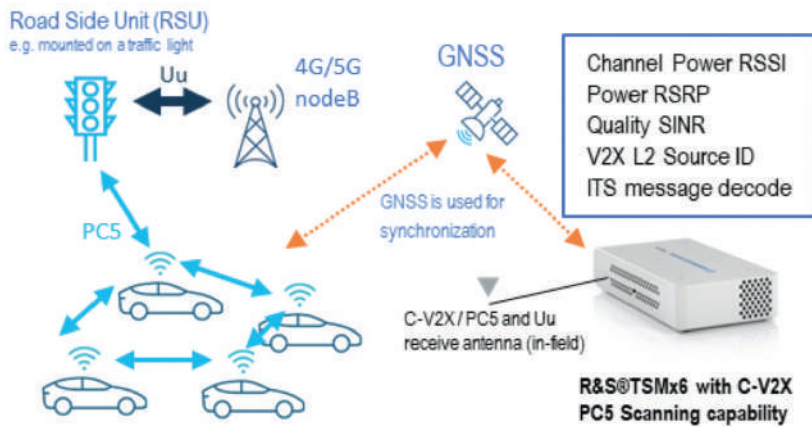 Road Side Unit (RSU)
e.g. mounted on a traffic light
Uu
4G/5G
nodeB
GNSS
Channel Power RSSI
Power RSRP
Quality SINR
V2X L2 Source ID
ITS message decode
PC5
GNSS is used for
synchronization
C-V2X / PC5 and Uu
receive antenna (in-field)
R&S®TSMx6 with C-V2X
PC5 Scanning capability